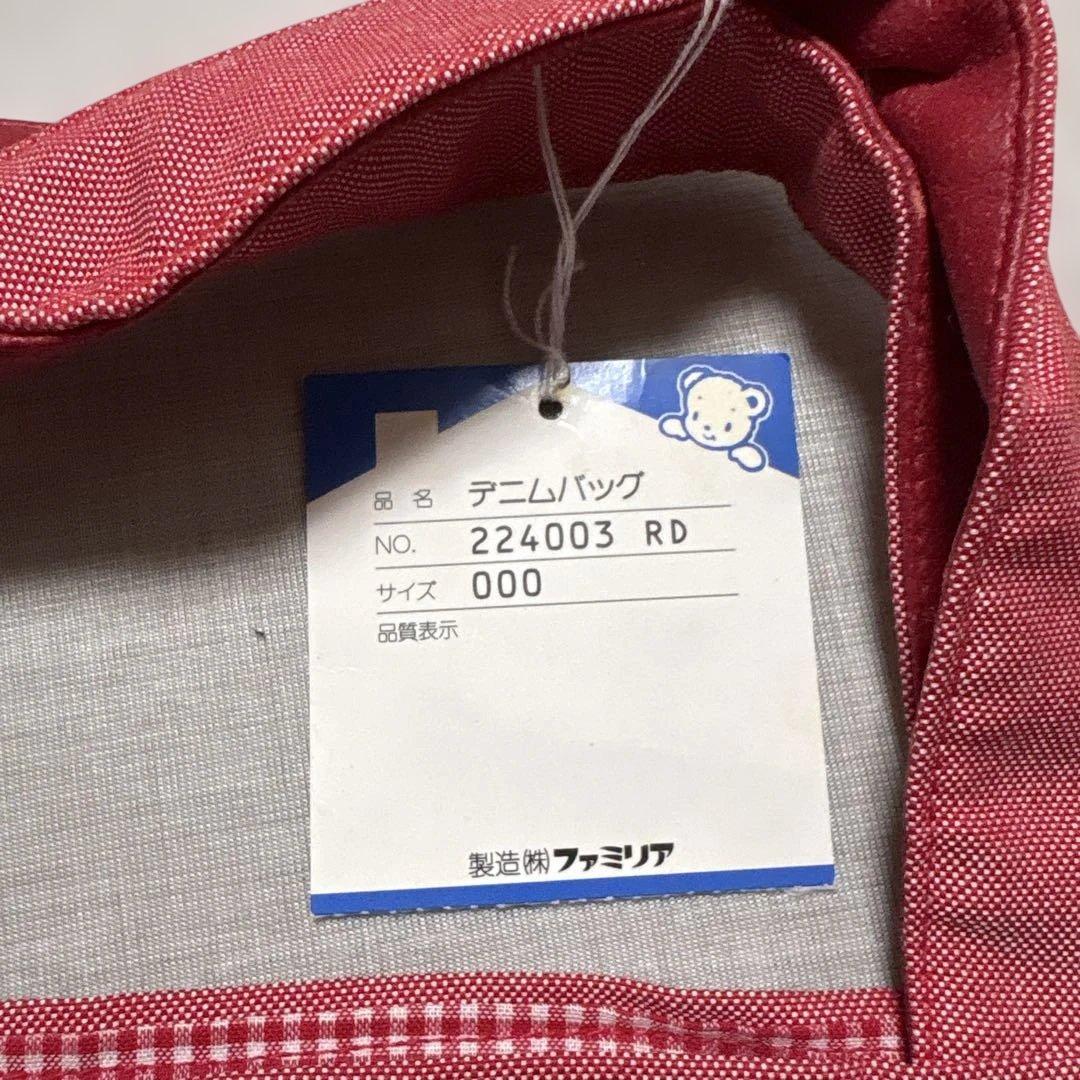 品 名 デニムバッグ
NO. 224003 RD
サイズ 000
品質表示
製造㈱ファミリア